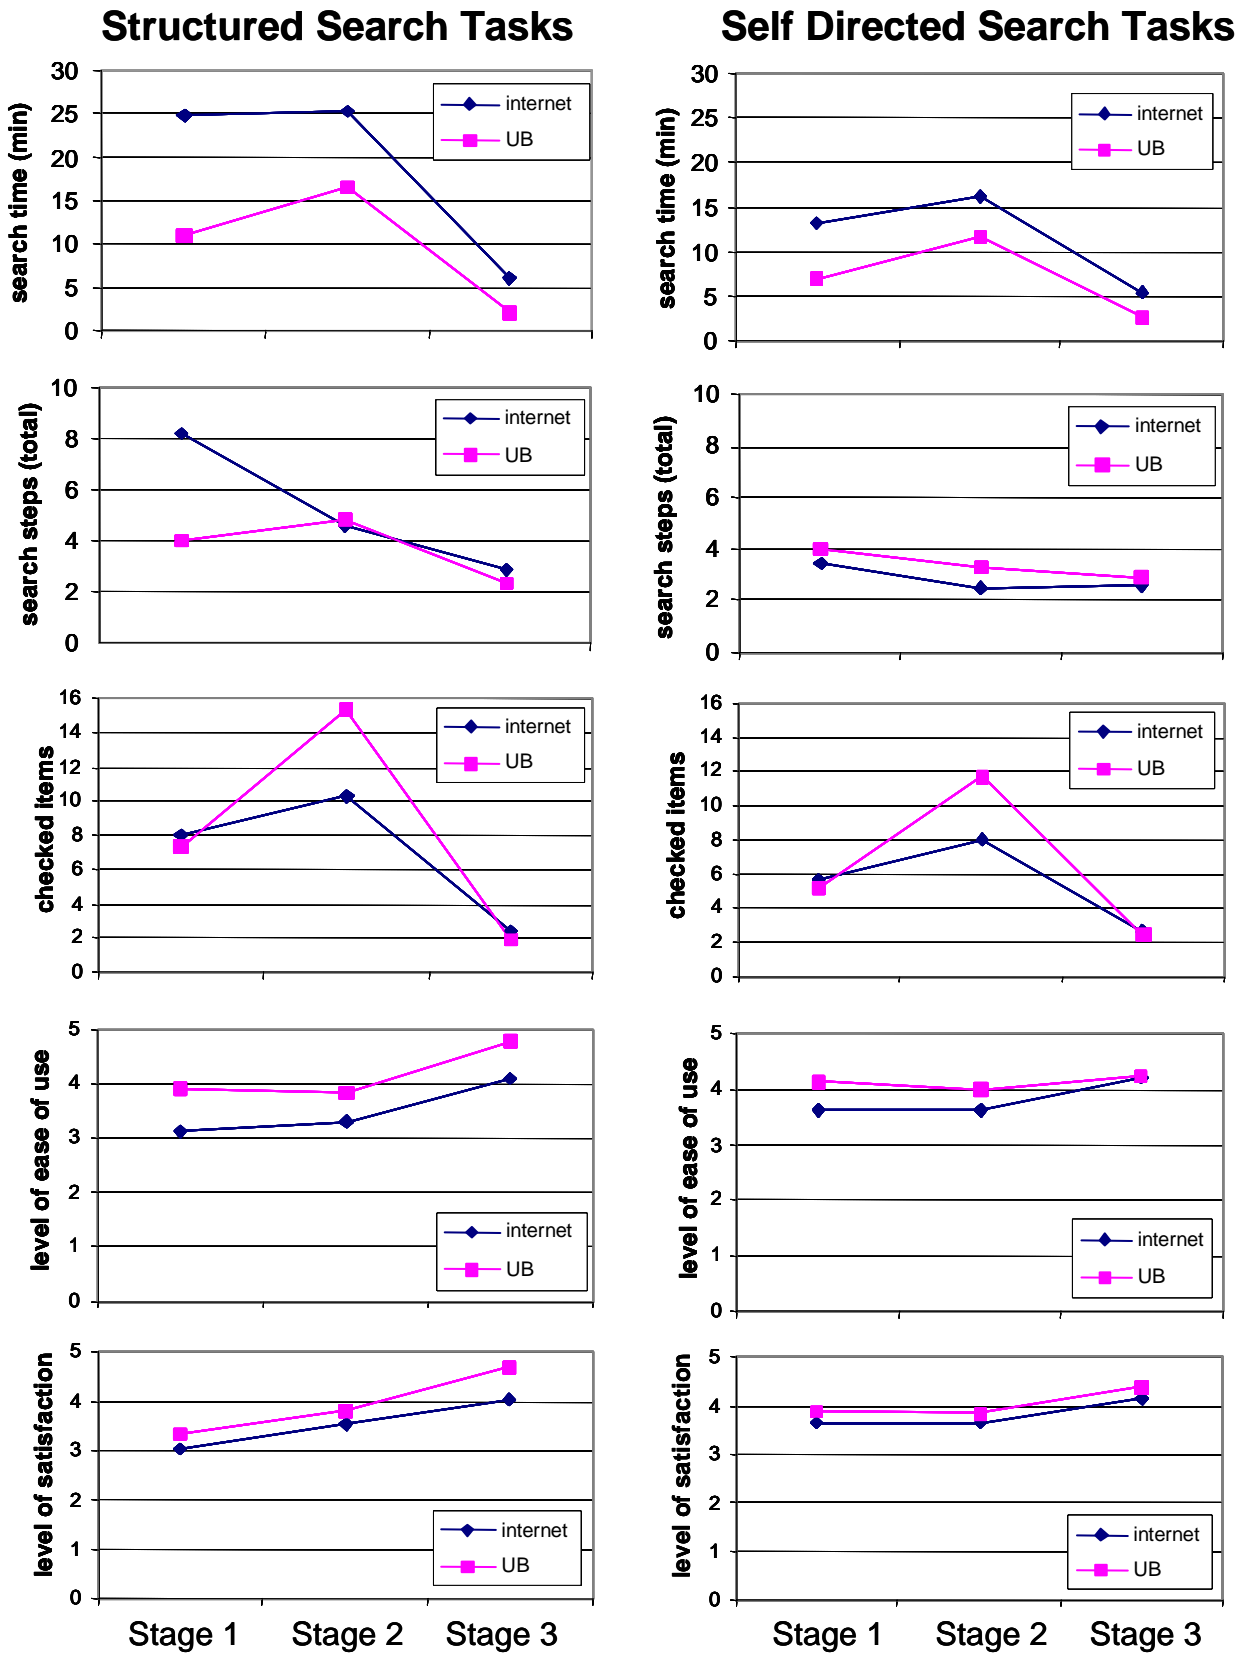 Structured Search Tasks
Self Directed Search Tasks
search time (min)
30
25
20
15
10
5
0
internet
UB
search time (min)
30
25
20
15
10
5
0
internet
UB
search steps (total)
10
8
6
4
2
0
internet
UB
search steps (total)
10
8
6
4
2
0
internet
UB
checked items
16
14
12
10
8
6
4
2
0
internet
UB
checked items
16
14
12
10
8
6
4
2
0
internet
UB
level of ease of use
5
4
3
2
1
0
internet
UB
level of ease of use
5
4
3
2
1
0
internet
UB
level of satisfaction
5
4
3
2
1
0
internet
UB
level of satisfaction
5
4
3
2
1
0
internet
UB
Stage 1 Stage 2 Stage 3
Stage 1 Stage 2 Stage 3